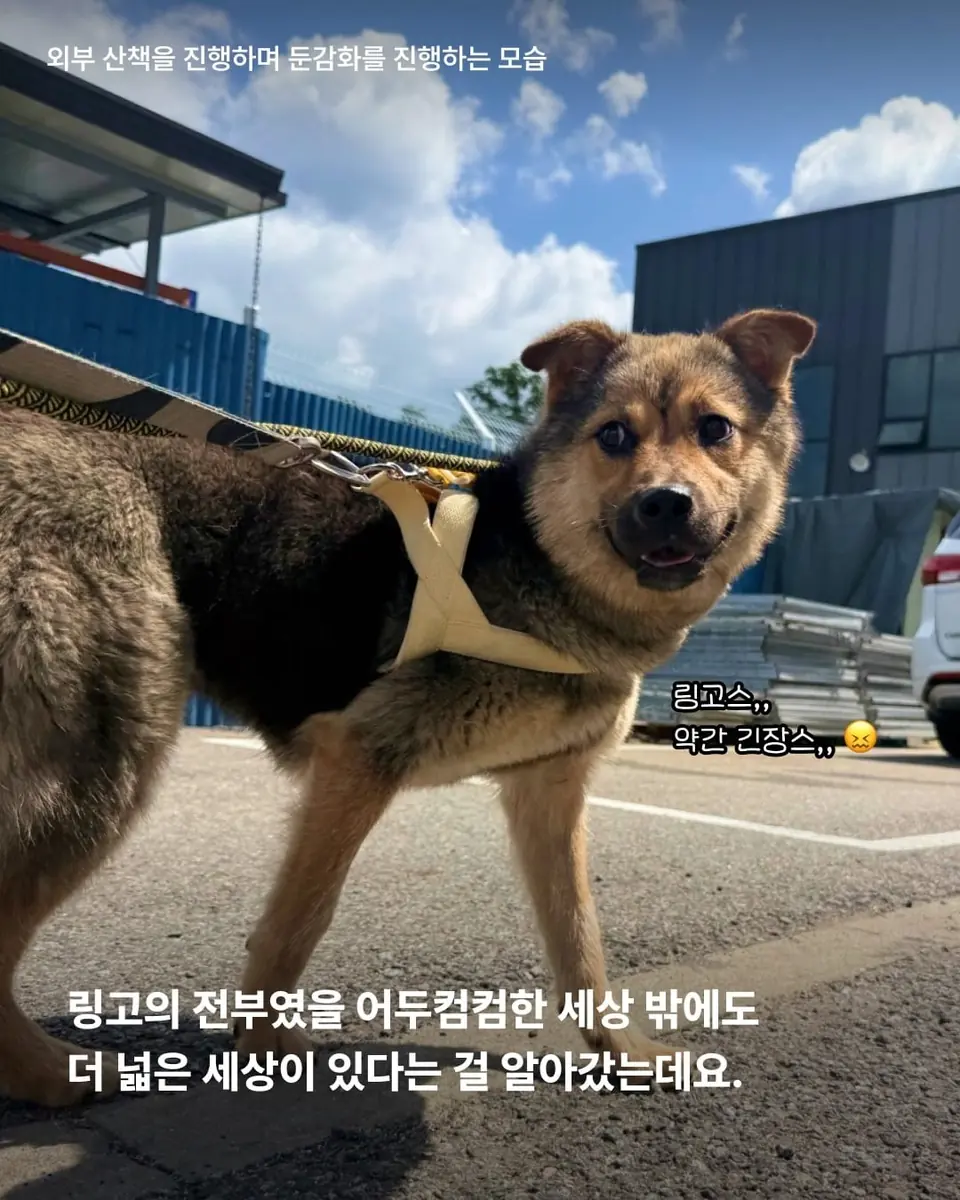 외부 산책을 진행하며 둔감화를 진행하는 모습
링고스,,
약간 긴장스,,😖
링고의 전부였을 어두컴컴한 세상 밖에도
더 넓은 세상이 있다는 걸 알아갔는데요.